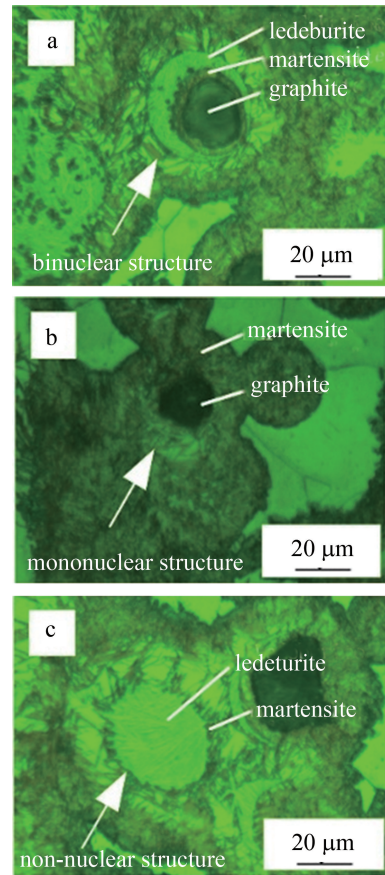 a
ledeburite
martensite
graphite
binuclear structure
20 μm
b
martensite
graphite
mononuclear structure
20 μm
c
ledeturite
martensite
non-nuclear structure
20 μm